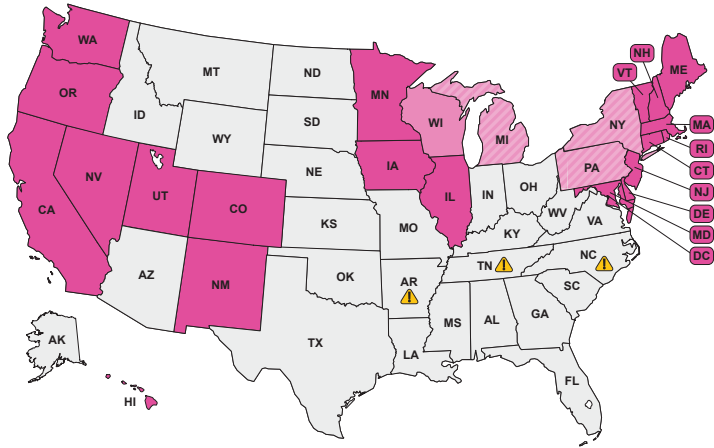 WA
NH
ME
VT
MT
ND
MN
OR
ID
SD
WI
NY
MA
MI
WY
RI
NE
IA
PA
CT
NV
UT
IL
IN
OH
NJ
CA
CO
WV
DE
KS
MO
VA
KY
MD
NC
DC
TN
AZ
NM
OK
AR
SC
MS
AL
GA
AK
TX
LA
FL
HI